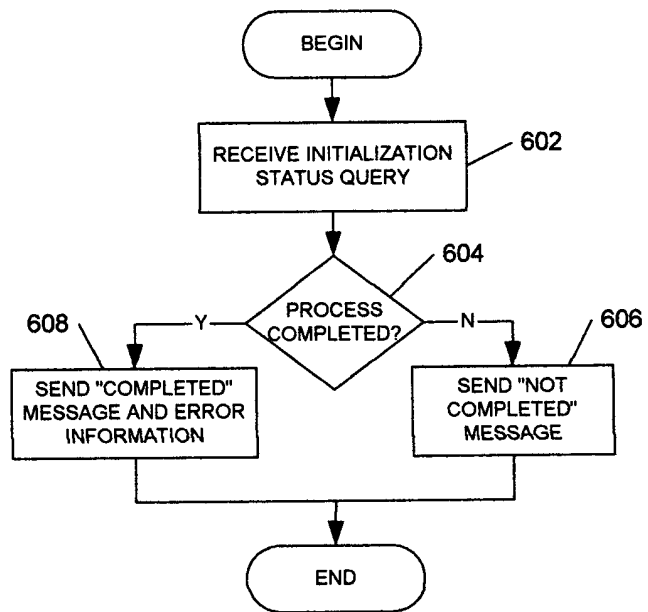 BEGIN
RECEIVE INITIALIZATION
STATUS QUERY
602
PROCESS
COMPLETED?
604
Y
N
608
SEND "COMPLETED"
MESSAGE AND ERROR
INFORMATION
606
SEND "NOT
COMPLETED"
MESSAGE
END